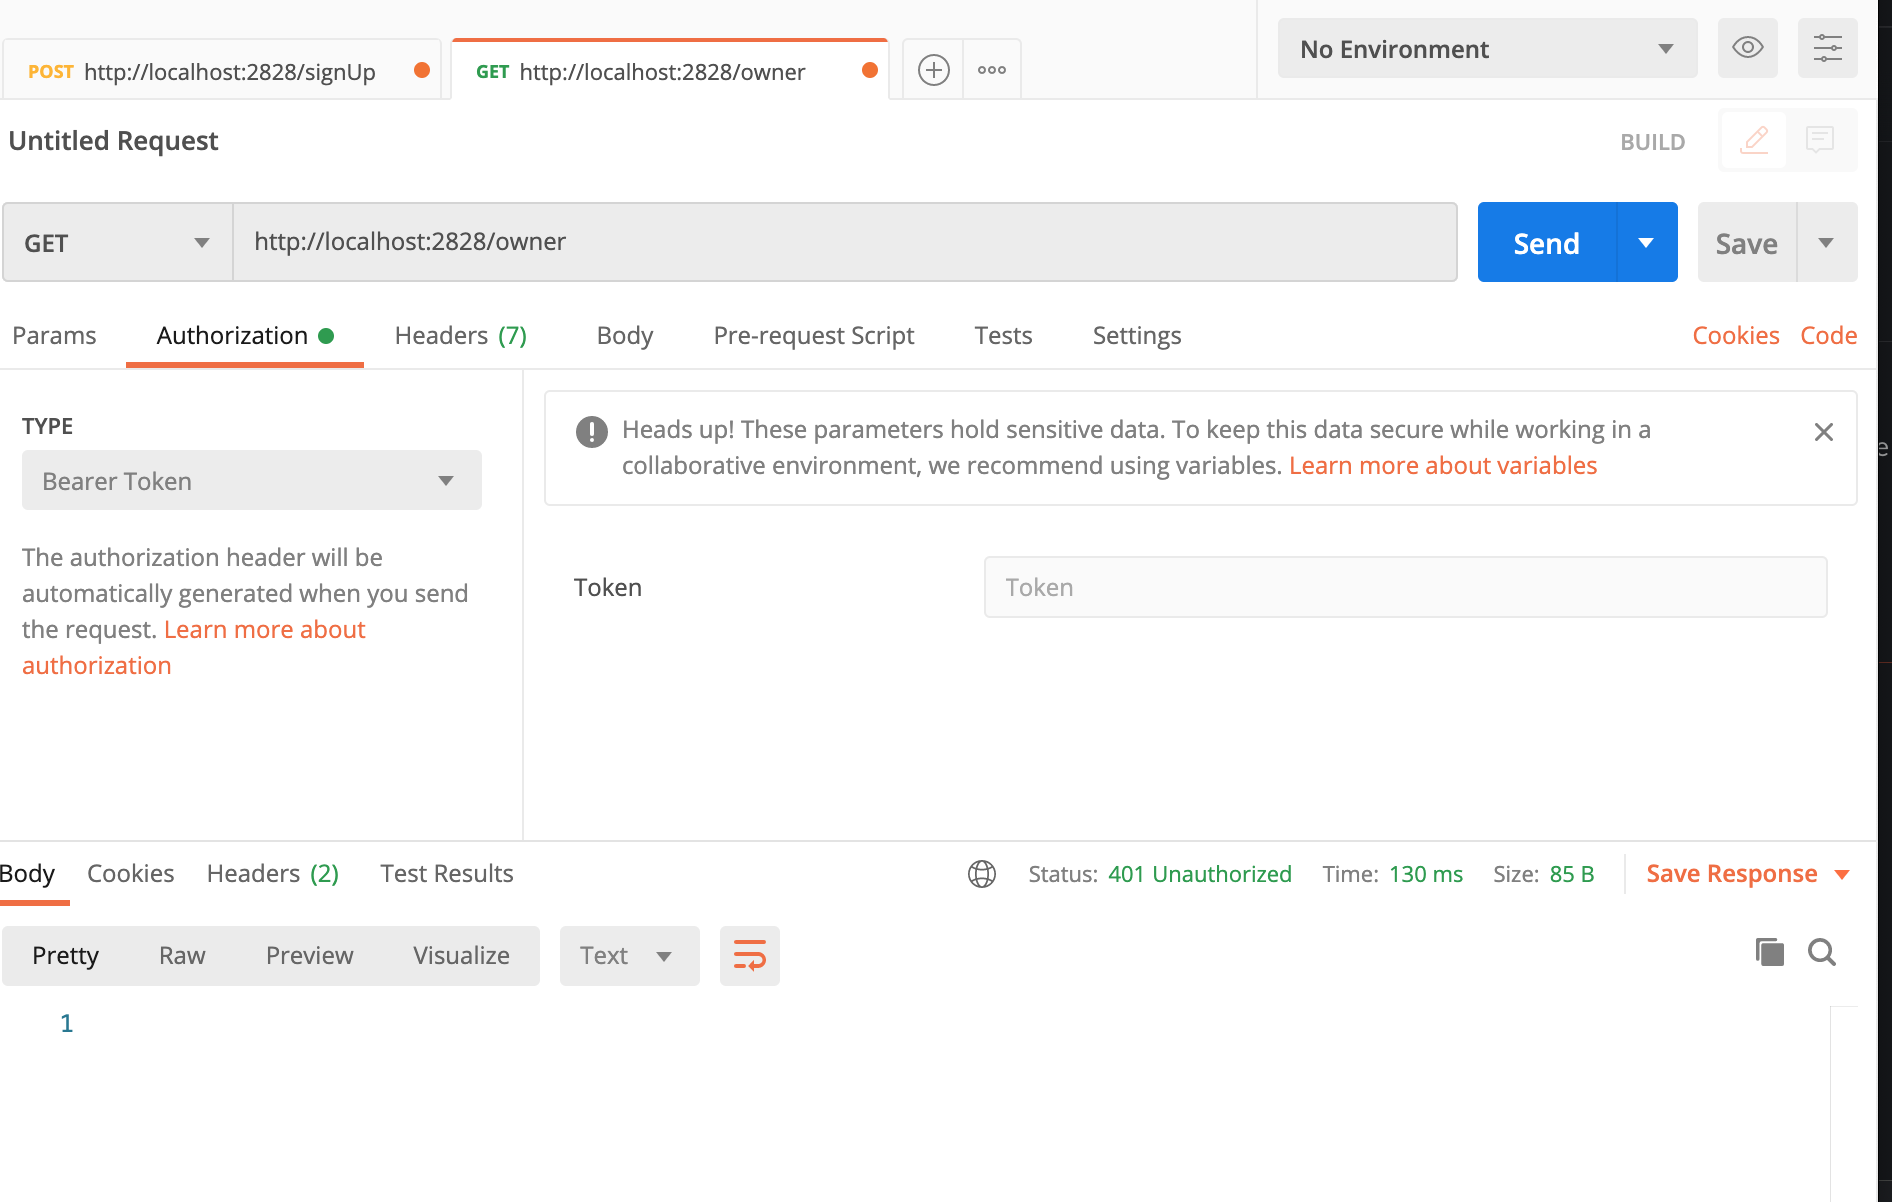 POST http://localhost:2828/signUp
GET http://localhost:2828/owner
No Environment
Untitled Request
BUILD
GET
http://localhost:2828/owner
Send
Save
Params Authorization Headers (7) Body Pre-request Script Tests Settings Cookies Code
TYPE
Bearer Token
The authorization header will be
automatically generated when you send
the request. Learn more about
authorization
Heads up! These parameters hold sensitive data. To keep this data secure while working in a
collaborative environment, we recommend using variables. Learn more about variables
Token
Token
Body Cookies Headers (2) Test Results Status: 401 Unauthorized Time: 130 ms Size: 85 B Save Response
Pretty Raw Preview Visualize Text
1